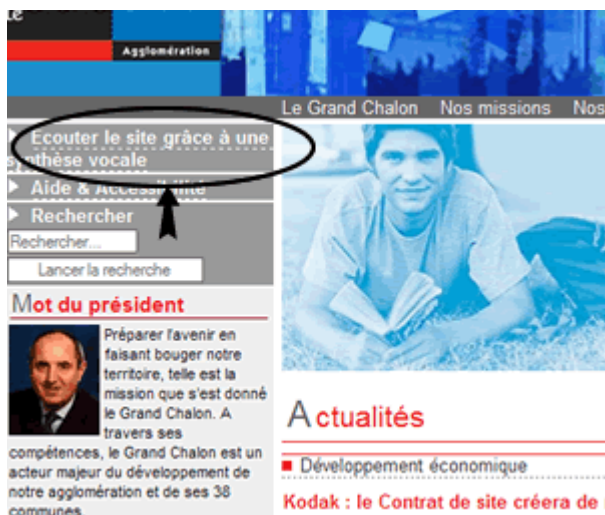 Agglomération
Le Grand Chalon Nos missions Nos
Ecouter le site grâce à une
synthèse vocale
Aide & Accessibilité
Rechercher
Rechercher...
Lancer la recherche
Mot du président
Préparer l'avenir en
faisant bouger notre
territoire, telle est la
mission que s'est donné
le Grand Chalon. A
travers ses
compétences, le Grand Chalon est un
acteur majeur du développement de
notre agglomération et de ses 38
communes.
Actualités
Développement économique
Kodak : le Contrat de site créera de